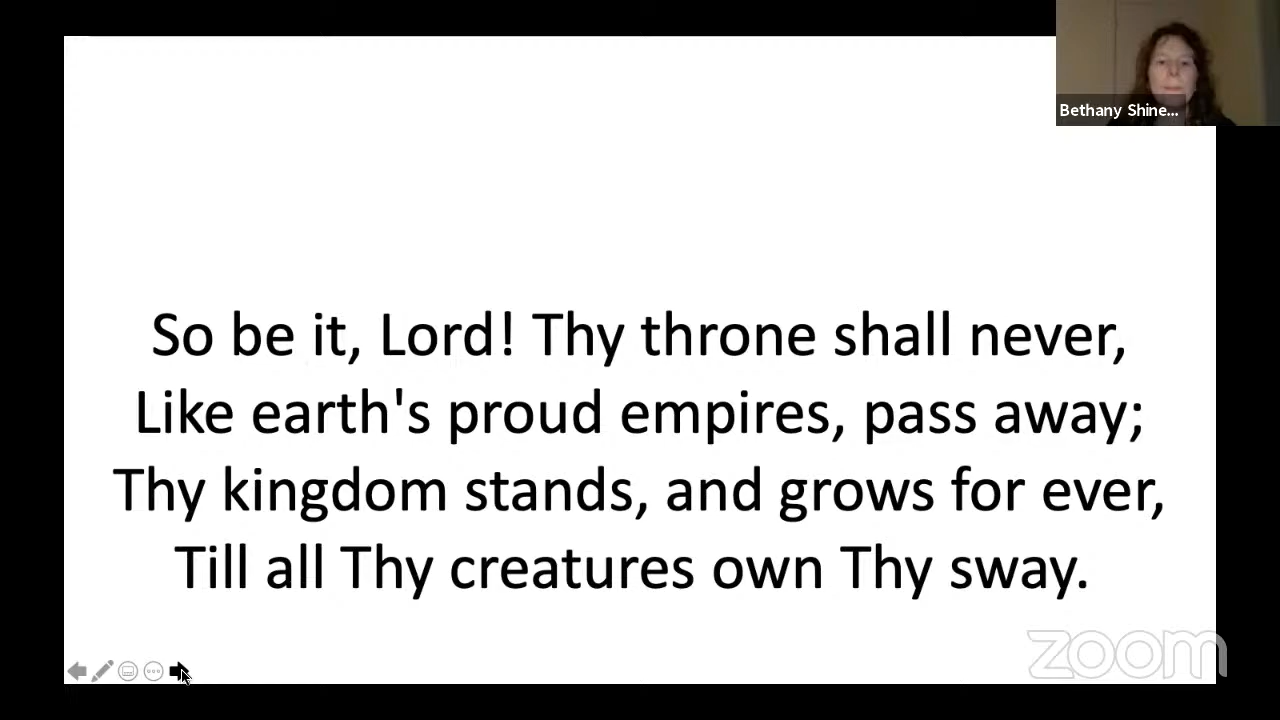 Bethany Shine...
So be it, Lord! Thy throne shall never,
Like earth's proud empires, pass away;
Thy kingdom stands, and grows for ever,
Till all Thy creatures own Thy sway.
zoom